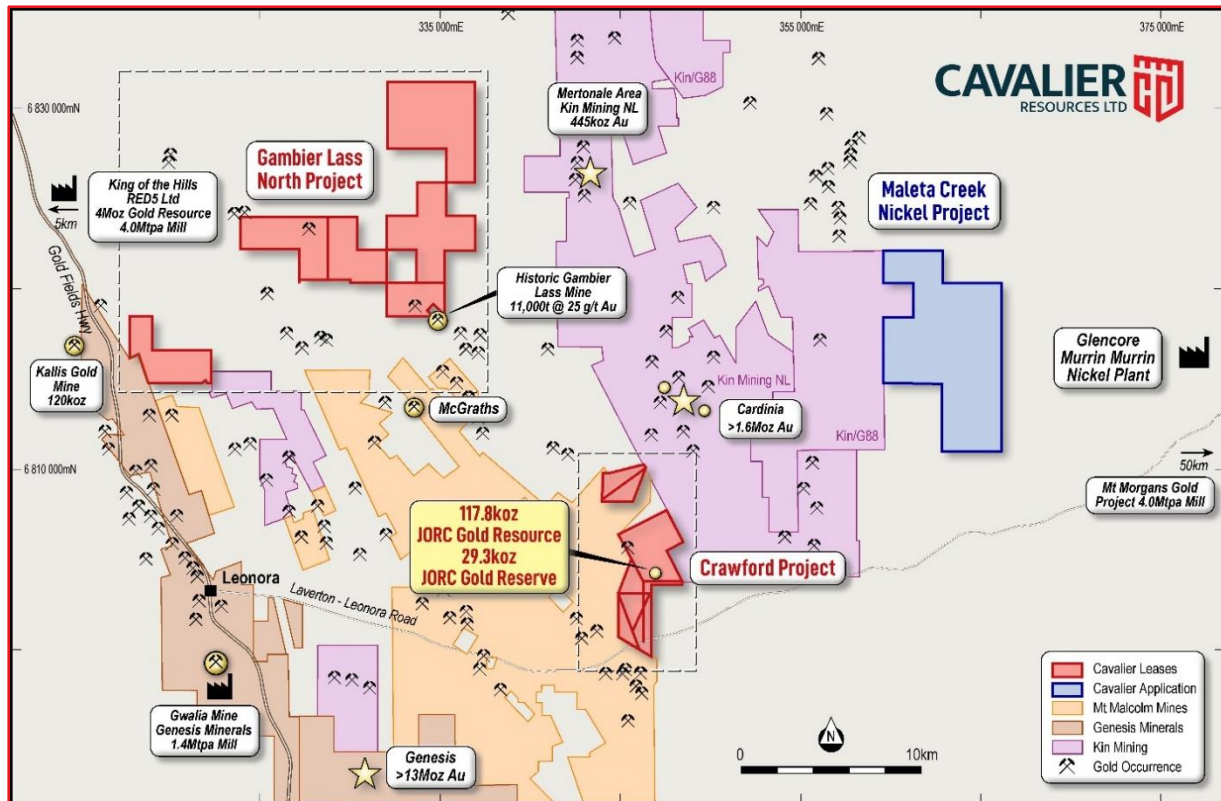 335 000mE
355 000mE
375 000mE
CAVALIER
RESOURCES LTD
6 830 000mN
Kin/G88
Mertonale Area
Kin Mining NL
445koz Au
Gambier Lass
North Project
King of the Hills
RED5 Ltd
4Moz Gold Resource
4.0Mtpa Mill
5km
Maleta Creek
Nickel Project
Gold Fields Hwy
Historic Gambier
Lass Mine
11,000t @ 25 g/t Au
Glencore
Murrin Murrin
Nickel Plant
Kallis Gold
Mine
120koz
McGraths
Kin Mining NL
Cardinia
>1.6Moz Au
Kin/G88
6 810 000mN
50km
Mt Morgans Gold
Project 4.0Mtpa Mill
117.8koz
JORC Gold Resource
29.3koz
JORC Gold Reserve
Crawford Project
Leonora
Laverton - Leonora Road
Gwalia Mine
Genesis Minerals
1.4Mtpa Mill
Genesis
>13Moz Au
N
0
10km
Cavalier Leases
Cavalier Application
Mt Malcolm Mines
Genesis Minerals
Kin Mining
Gold Occurrence